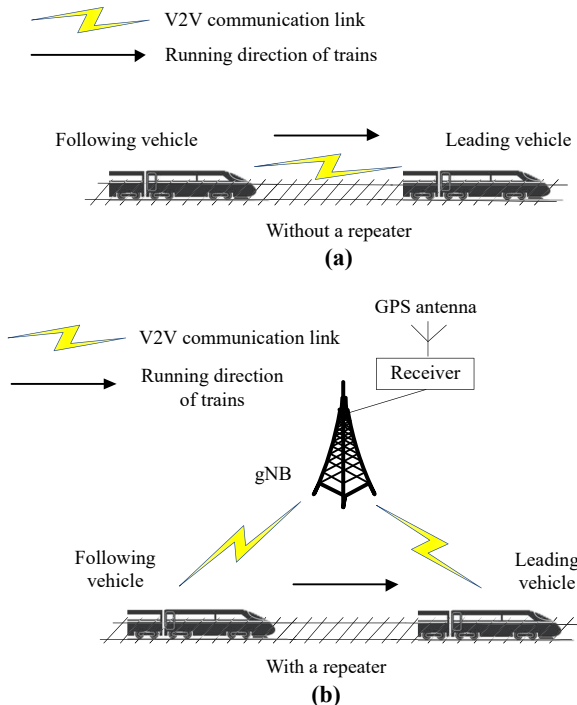 V2V communication link
Running direction of trains
Following vehicle
Leading vehicle
Without a repeater
(a)
GPS antenna
V2V communication link
Receiver
Running direction
of trains
gNB
Following
vehicle
Leading
vehicle
With a repeater
(b)